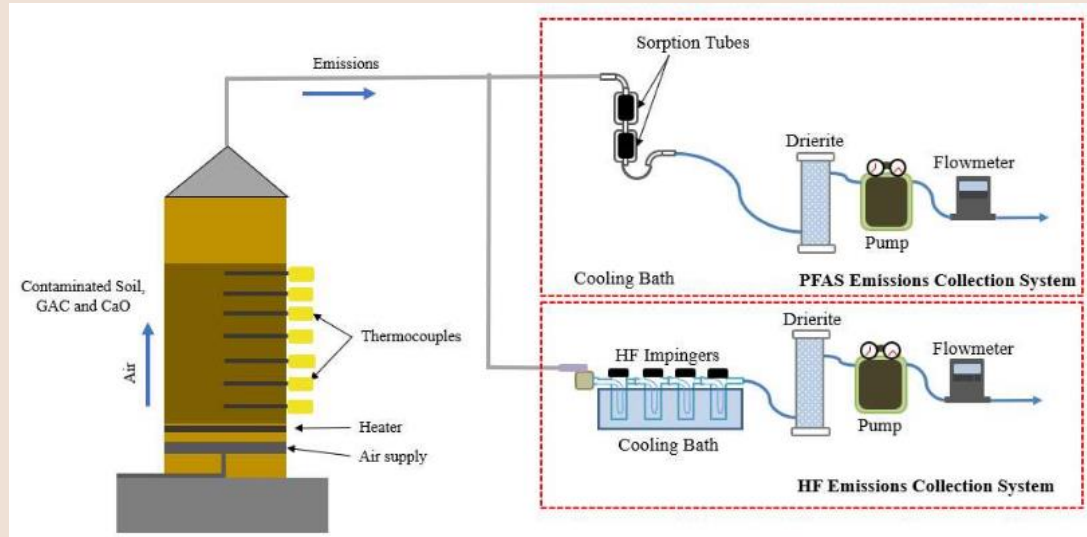 Emissions
Sorption Tubes
Drierite
Flowmeter
Pump
Cooling Bath
PFAS Emissions Collection System
Contaminated Soil,
GAC and CaO
Air
Thermocouples
Heater
Air supply
Drierite
HF Impingers
Flowmeter
Pump
Cooling Bath
HF Emissions Collection System